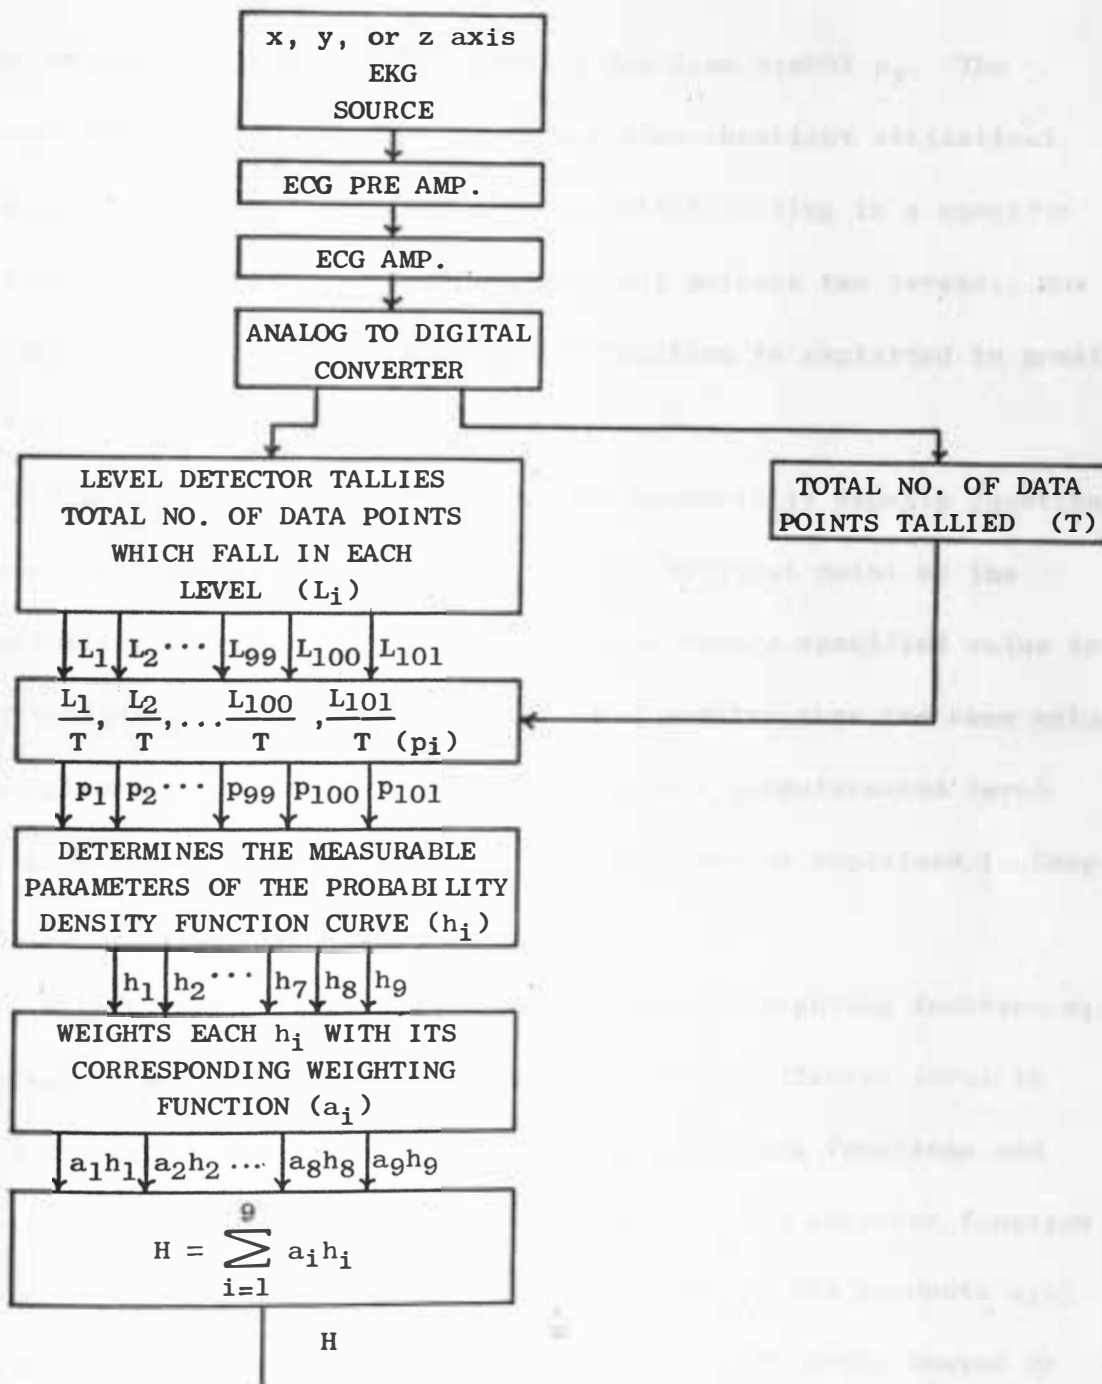 x, y, or z axis
EKG
SOURCE
ECG PRE AMP.
ECG AMP.
ANALOG TO DIGITAL
CONVERTER
LEVEL DETECTOR TALLIES
TOTAL NO. OF DATA POINTS
WHICH FALL IN EACH
LEVEL (Li)
TOTAL NO. OF DATA
POINTS TALLIED (T)
L1 L2 ... L99 L100 L101
L1/T, L2/T, ... L100/T, L101/T (pi)
p1 p2 ... p99 p100 p101
DETERMINES THE MEASURABLE
PARAMETERS OF THE PROBABILITY
DENSITY FUNCTION CURVE (hi)
h1 h2 ... h7 h8 h9
WEIGHTS EACH hi WITH ITS
CORRESPONDING WEIGHTING
FUNCTION (ai)
a1h1 a2h2 .... a8h8 a9h9
9
H = ∑ aihi
i=1
H